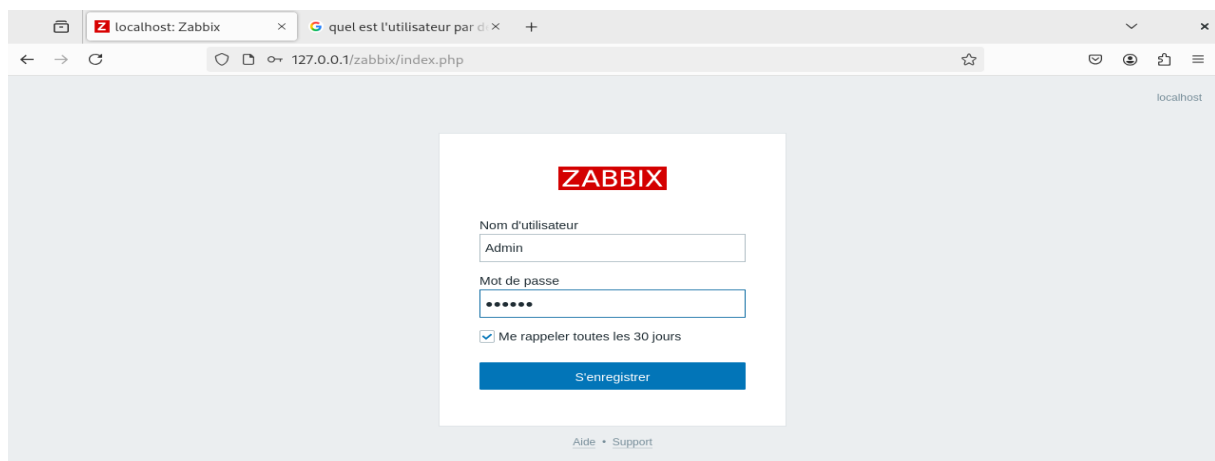 localhost: Zabbix
quel est l'utilisateur par d
127.0.0.1/zabbix/index.php
localhost
ZABBIX
Nom d'utilisateur
Admin
Mot de passe
••••••
Me rappeler toutes les 30 jours
S'enregistrer
Aide • Support